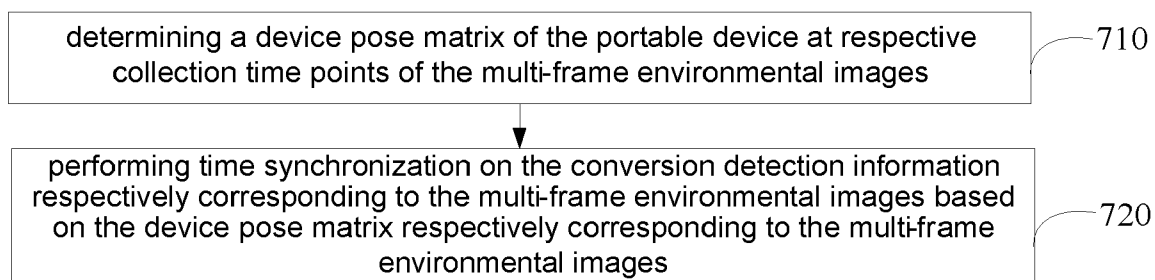 determining a device pose matrix of the portable device at respective
collection time points of the multi-frame environmental images
710
performing time synchronization on the conversion detection information
respectively corresponding to the multi-frame environmental images based
on the device pose matrix respectively corresponding to the multi-frame
environmental images
720